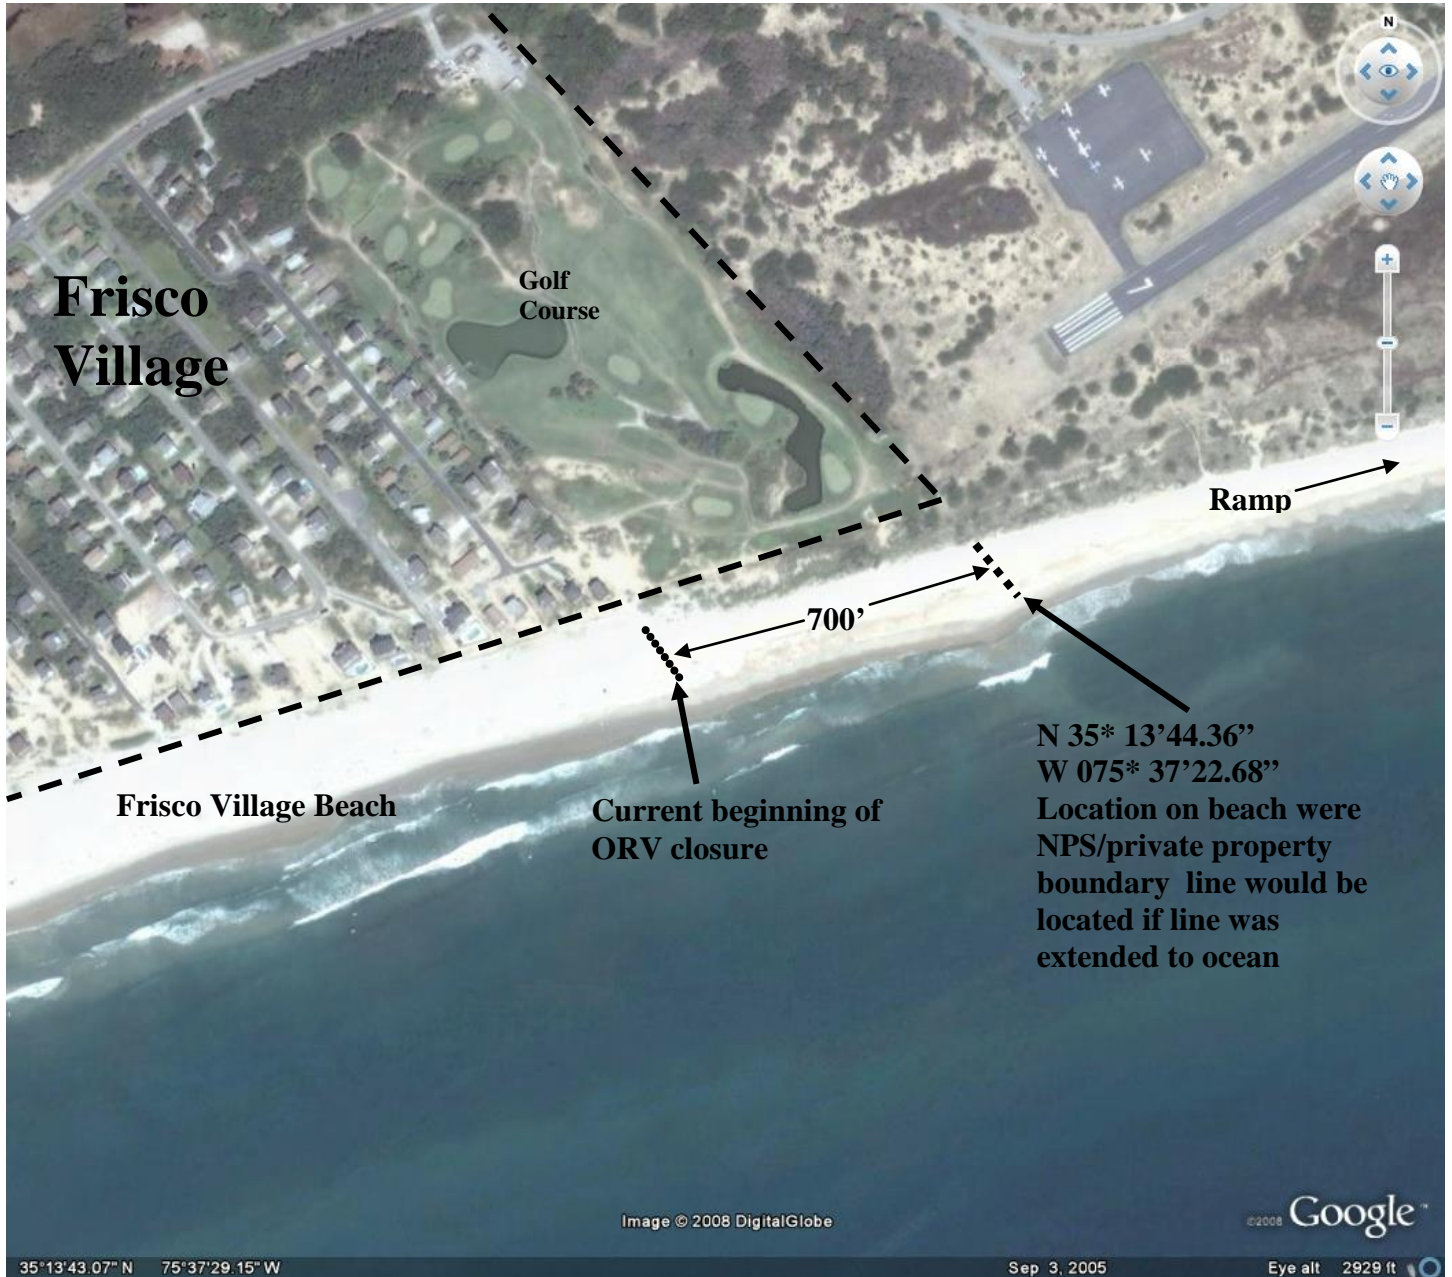 N
Frisco
Village
Golf
Course
7
Ramp
700’
N 35* 13’44.36”
W 075* 37’22.68”
Location on beach were
NPS/private property
boundary line would be
located if line was
extended to ocean
Frisco Village Beach
Current beginning of
ORV closure
Image © 2008 DigitalGlobe
©2008 Google™
35°13'43.07" N 75°37'29.15" W
Sep 3, 2005
Eye alt 2929 ft